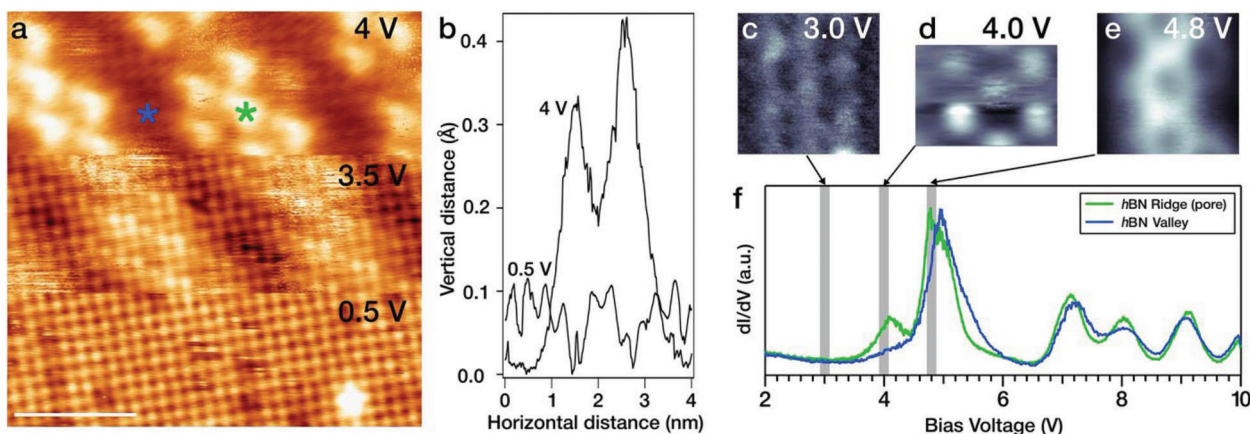 a
4 V
3.5 V
0.5 V
b
Vertical distance (Å)
0.4
0.3
0.2
0.1
0.0
4 V
0.5 V
0 1 2 3 4
Horizontal distance (nm)
c 3.0 V
d 4.0 V
e 4.8 V
f
dI/dV (a.u.)
hBN Ridge (pore)
hBN Valley
2 4 6 8 10
Bias Voltage (V)